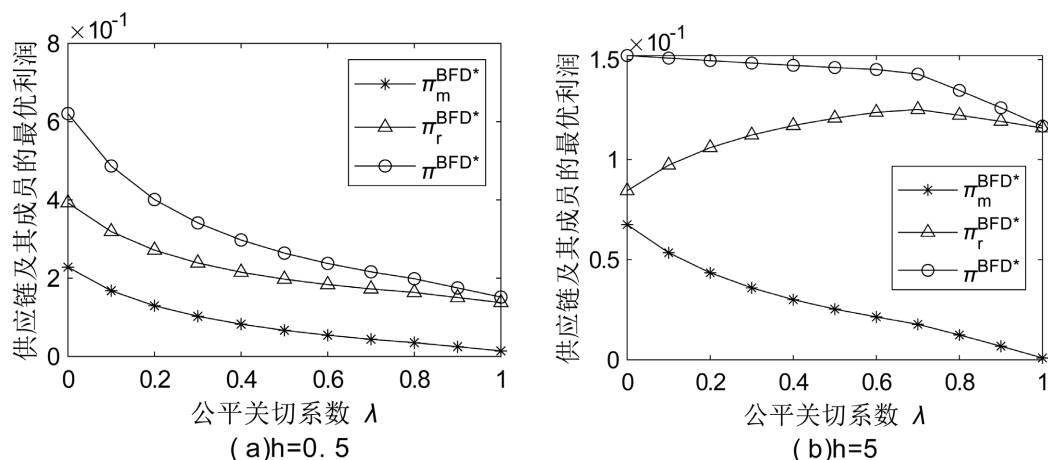 ×10⁻¹
供应链及其成员的最优利润
8
6
4
2
0
π_m^BFD*
π_r^BFD*
π^BFD*
0 0.2 0.4 0.6 0.8 1
公平关切系数 λ
(a)h=0.5
×10⁻¹
供应链及其成员的最优利润
1.5
1
0.5
0
π_m^BFD*
π_r^BFD*
π^BFD*
0 0.2 0.4 0.6 0.8 1
公平关切系数 λ
(b)h=5